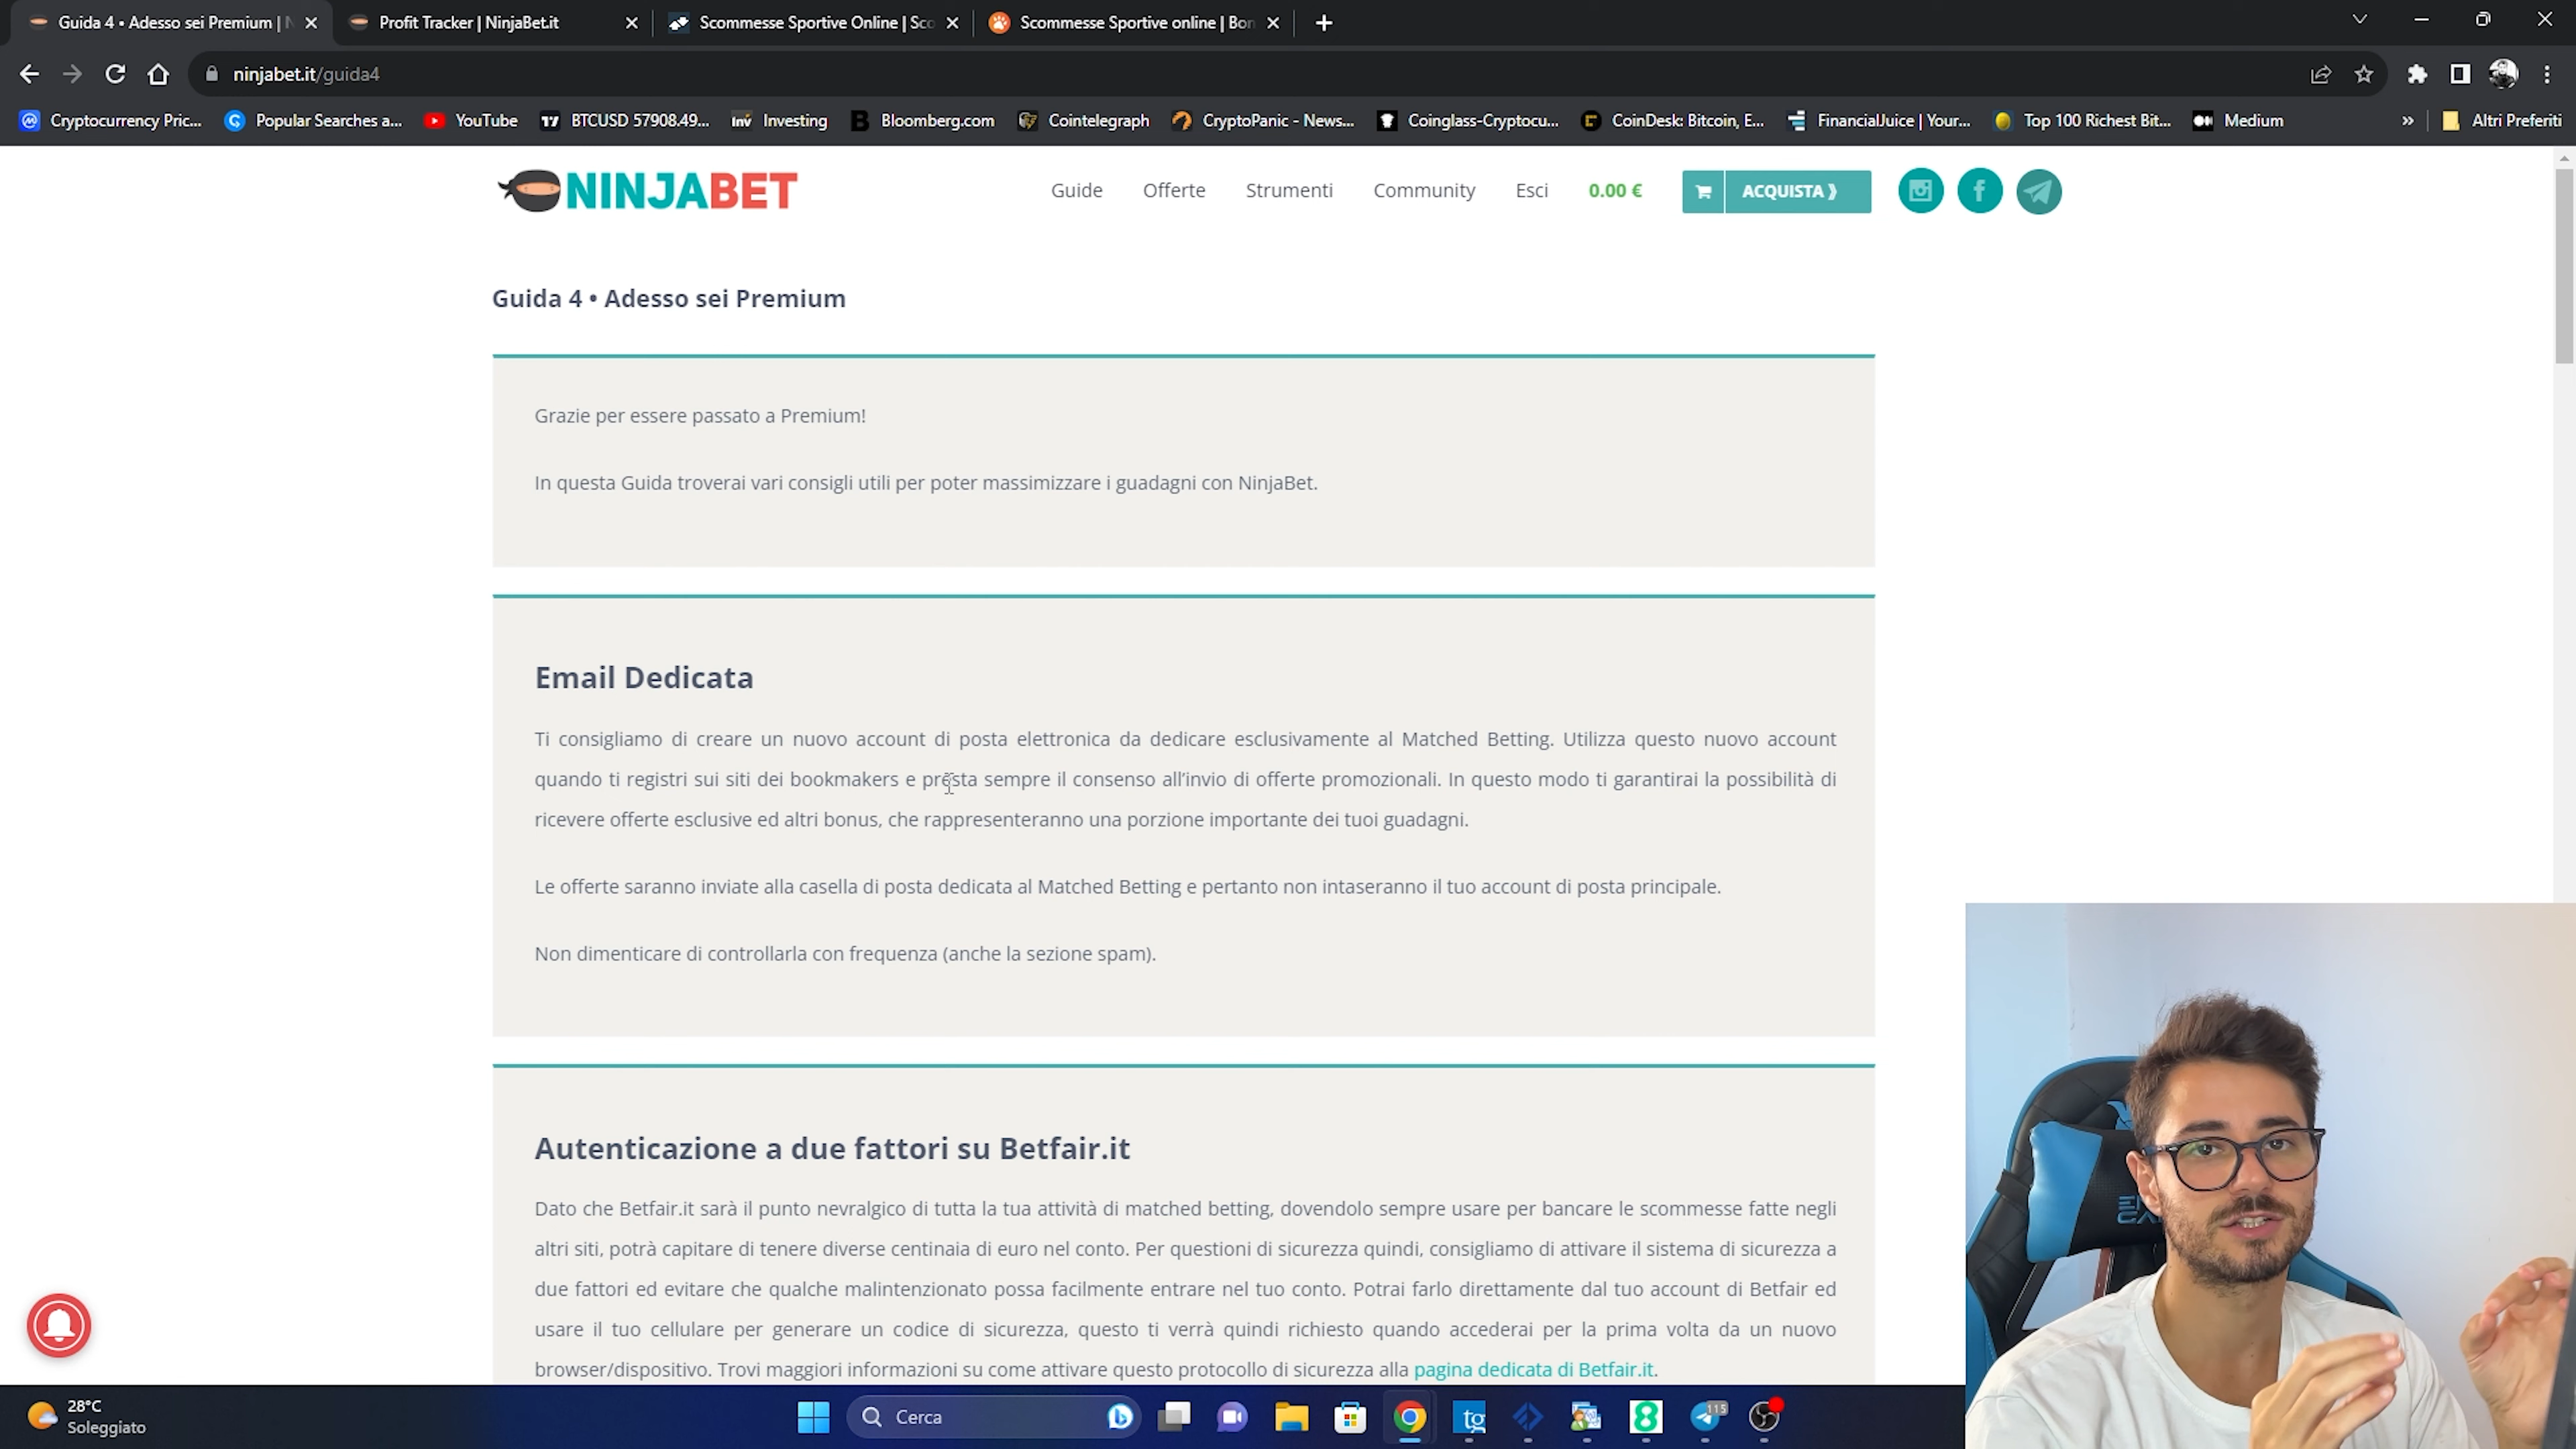 Guida 4 • Adesso sei Premium |
Profit Tracker | NinjaBet.it
Scommesse Sportive Online | Sco
Scommesse Sportive online | Bon
ninjabet.it/guida4
Cryptocurrency Pric...
Popular Searches a...
YouTube
BTCUSD 57908.49...
Inv Investing
B Bloomberg.com
Cointelegraph
CryptoPanic - News...
Coinglass-Cryptocu...
CoinDesk: Bitcoin, E...
FinancialJuice | Your...
Top 100 Richest Bit...
Medium
»
Altri Preferiti
NINJABET
Guide
Offerte
Strumenti
Community
Esci
0.00 €
ACQUISTA ⟫
Guida 4 • Adesso sei Premium
Grazie per essere passato a Premium!
In questa Guida troverai vari consigli utili per poter massimizzare i guadagni con NinjaBet.
Email Dedicata
Ti consigliamo di creare un nuovo account di posta elettronica da dedicare esclusivamente al Matched Betting. Utilizza questo nuovo account
quando ti registri sui siti dei bookmakers e presta sempre il consenso all’invio di offerte promozionali. In questo modo ti garantirai la possibilità di
ricevere offerte esclusive ed altri bonus, che rappresenteranno una porzione importante dei tuoi guadagni.
Le offerte saranno inviate alla casella di posta dedicata al Matched Betting e pertanto non intaseranno il tuo account di posta principale.
Non dimenticare di controllarla con frequenza (anche la sezione spam).
Autenticazione a due fattori su Betfair.it
Dato che Betfair.it sarà il punto nevralgico di tutta la tua attività di matched betting, dovendolo sempre usare per bancare le scommesse fatte negli
altri siti, potrà capitare di tenere diverse centinaia di euro nel conto. Per questioni di sicurezza quindi, consigliamo di attivare il sistema di sicurezza a
due fattori ed evitare che qualche malintenzionato possa facilmente entrare nel tuo conto. Potrai farlo direttamente dal tuo account di Betfair ed
usare il tuo cellulare per generare un codice di sicurezza, questo ti verrà quindi richiesto quando accederai per la prima volta da un nuovo
browser/dispositivo. Trovi maggiori informazioni su come attivare questo protocollo di sicurezza alla pagina dedicata di Betfair.it.
28°C
Soleggiato
Cerca
tg
8
115